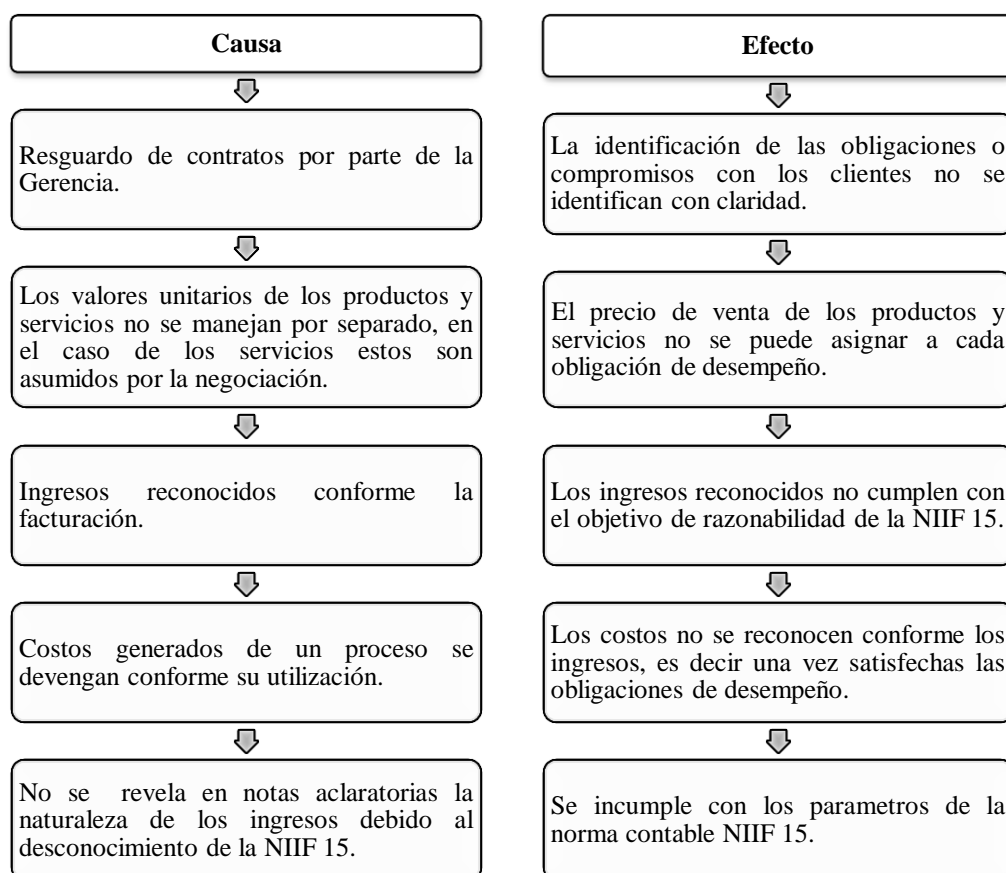 Causa
Resguardo de contratos por parte de la
Gerencia.
Los valores unitarios de los productos y
servicios no se manejan por separado, en
el caso de los servicios estos son
asumidos por la negociación.
Ingresos reconocidos conforme la
facturación.
Costos generados de un proceso se
devengan conforme su utilización.
No se revela en notas aclaratorias la
naturaleza de los ingresos debido al
desconocimiento de la NIIF 15.
Efecto
La identificación de las obligaciones o
compromisos con los clientes no se
identifican con claridad.
El precio de venta de los productos y
servicios no se puede asignar a cada
obligación de desempeño.
Los ingresos reconocidos no cumplen con
el objetivo de razonabilidad de la NIIF 15.
Los costos no se reconocen conforme los
ingresos, es decir una vez satisfechas las
obligaciones de desempeño.
Se incumple con los parametros de la
norma contable NIIF 15.